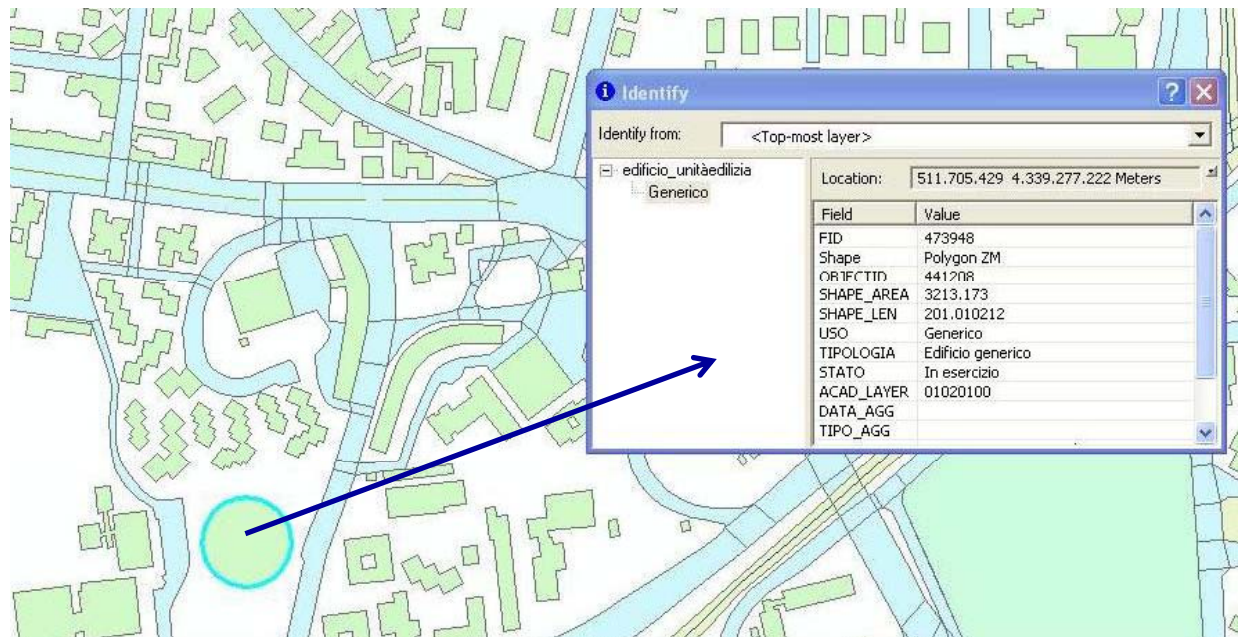 Identify
Identify from: <Top-most layer>
edificio_unitàedilizia
Generico
Location: 511.705.429 4.339.277.222 Meters
Field Value
FID 473948
Shape Polygon ZM
OBJECTID 441208
SHAPE_AREA 3213.173
SHAPE_LEN 201.010212
USO Generico
TIPOLOGIA Edificio generico
STATO In esercizio
ACAD_LAYER 01020100
DATA_AGG
TIPO_AGG